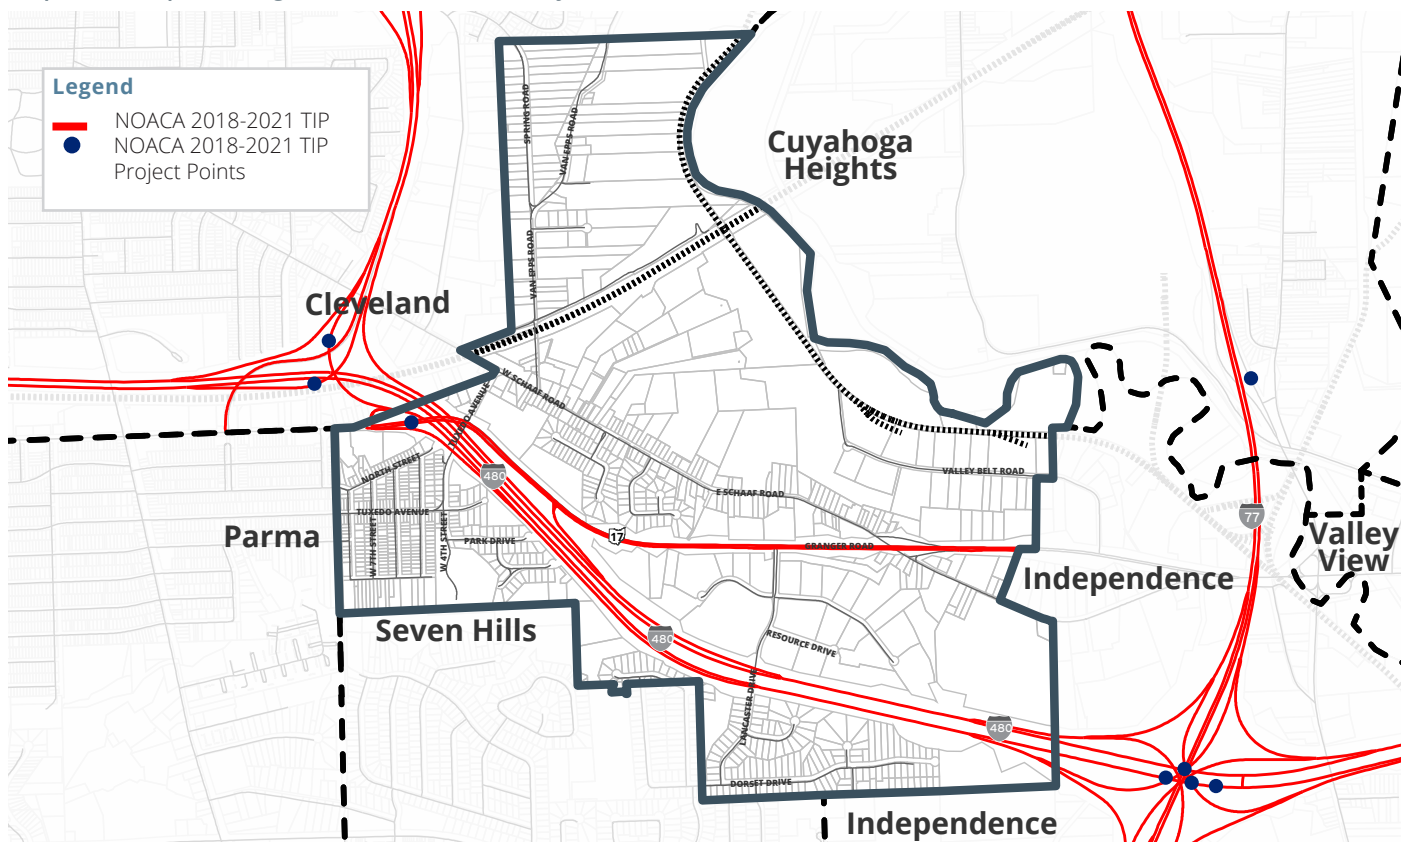 Legend
NOACA 2018-2021 TIP
NOACA 2018-2021 TIP
Project Points
SPRING ROAD
VAN EPPS ROAD
VAN EPPS ROAD
Cuyahoga
Heights
Cleveland
W SCHAAF ROAD
TUXEDO AVENUE
NORTH STREET
480
VALLEY BELT ROAD
E SCHAAF ROAD
TUXEDO AVENUE
77
Parma
W 7TH STREET
W 4TH STREET
PARK DRIVE
17
GRANGER ROAD
Valley
View
Independence
Seven Hills
480
RESOURCE DRIVE
LANCASTER DRIVE
480
DORSET DRIVE
Independence